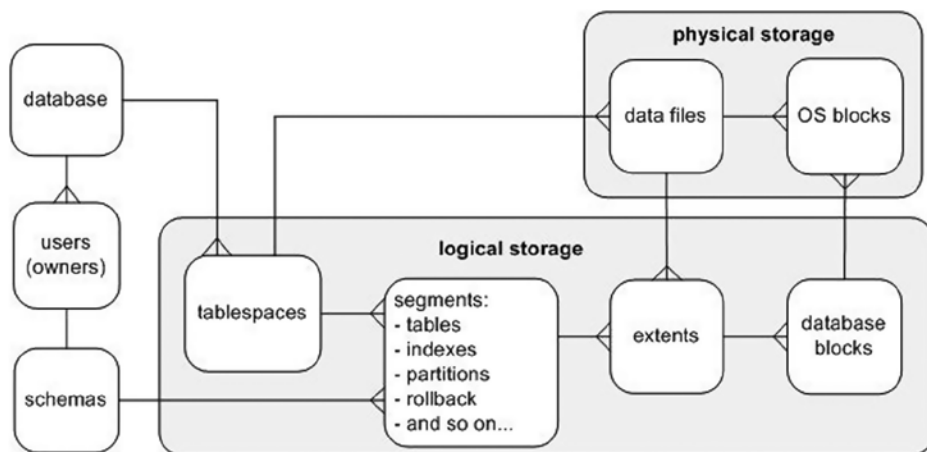 physical storage
database
data files
OS blocks
users
(owners)
logical storage
tablespaces
segments:
- tables
- indexes
- partitions
- rollback
- and so on...
extents
database
blocks
schemas